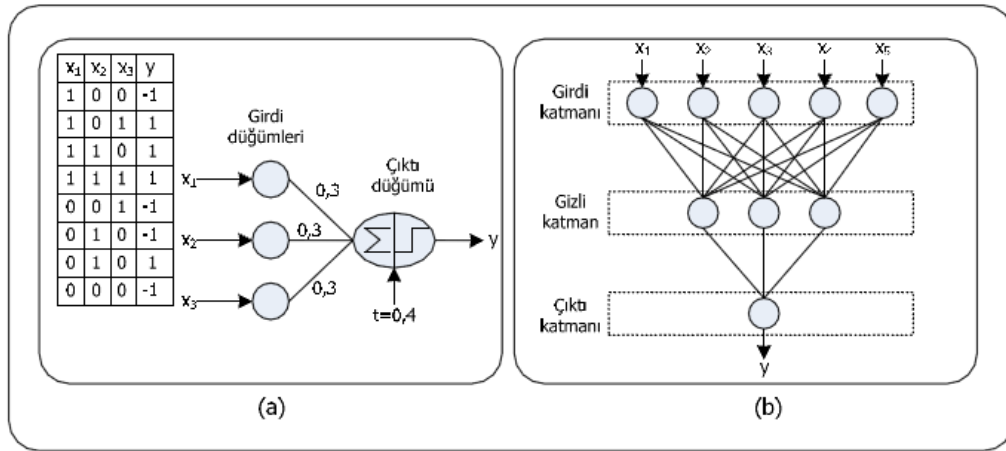 x1 x2 x3 y
1 0 0 -1
1 0 1 1
1 1 0 1
1 1 1 1
0 0 1 -1
0 1 0 -1
0 1 0 1
0 0 0 -1
Girdi
düğümleri
Çıktı
düğümü
x1
x2
x3
0,3
0,3
0,3
t=0,4
y
(a)
x1 x2 x3 x5
Girdi
katmanı
Gizli
katman
Çıktı
katmanı
y
(b)